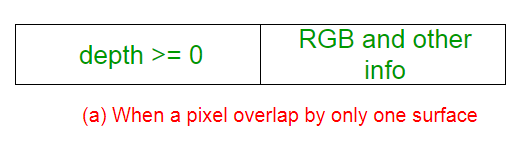 depth >= 0
RGB and other
info
(a) When a pixel overlap by only one surface